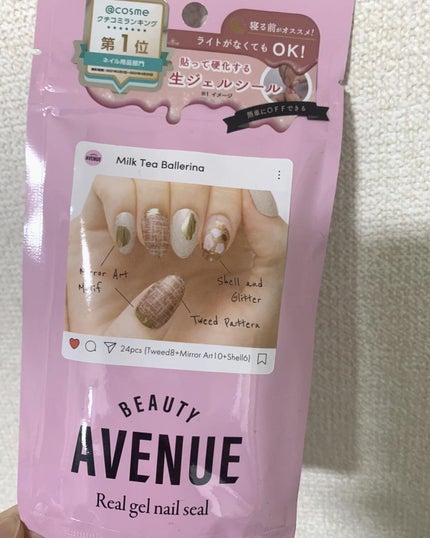 @cosme
クチコミランキング
第1位
ネイル用品部門
寝る前がオススメ!
ライトがなくてもOK!
貼って硬化する
生ジェルシール
※1 イメージ
簡単にOFFできる
AVENUE
Milk Tea Ballerina
Mirror Art
Motif
Shell and
Glitter
Tweed Pattern
24pcs (Tweed8+Mirror Art10+Shell6)
BEAUTY
AVENUE
Real gel nail seal